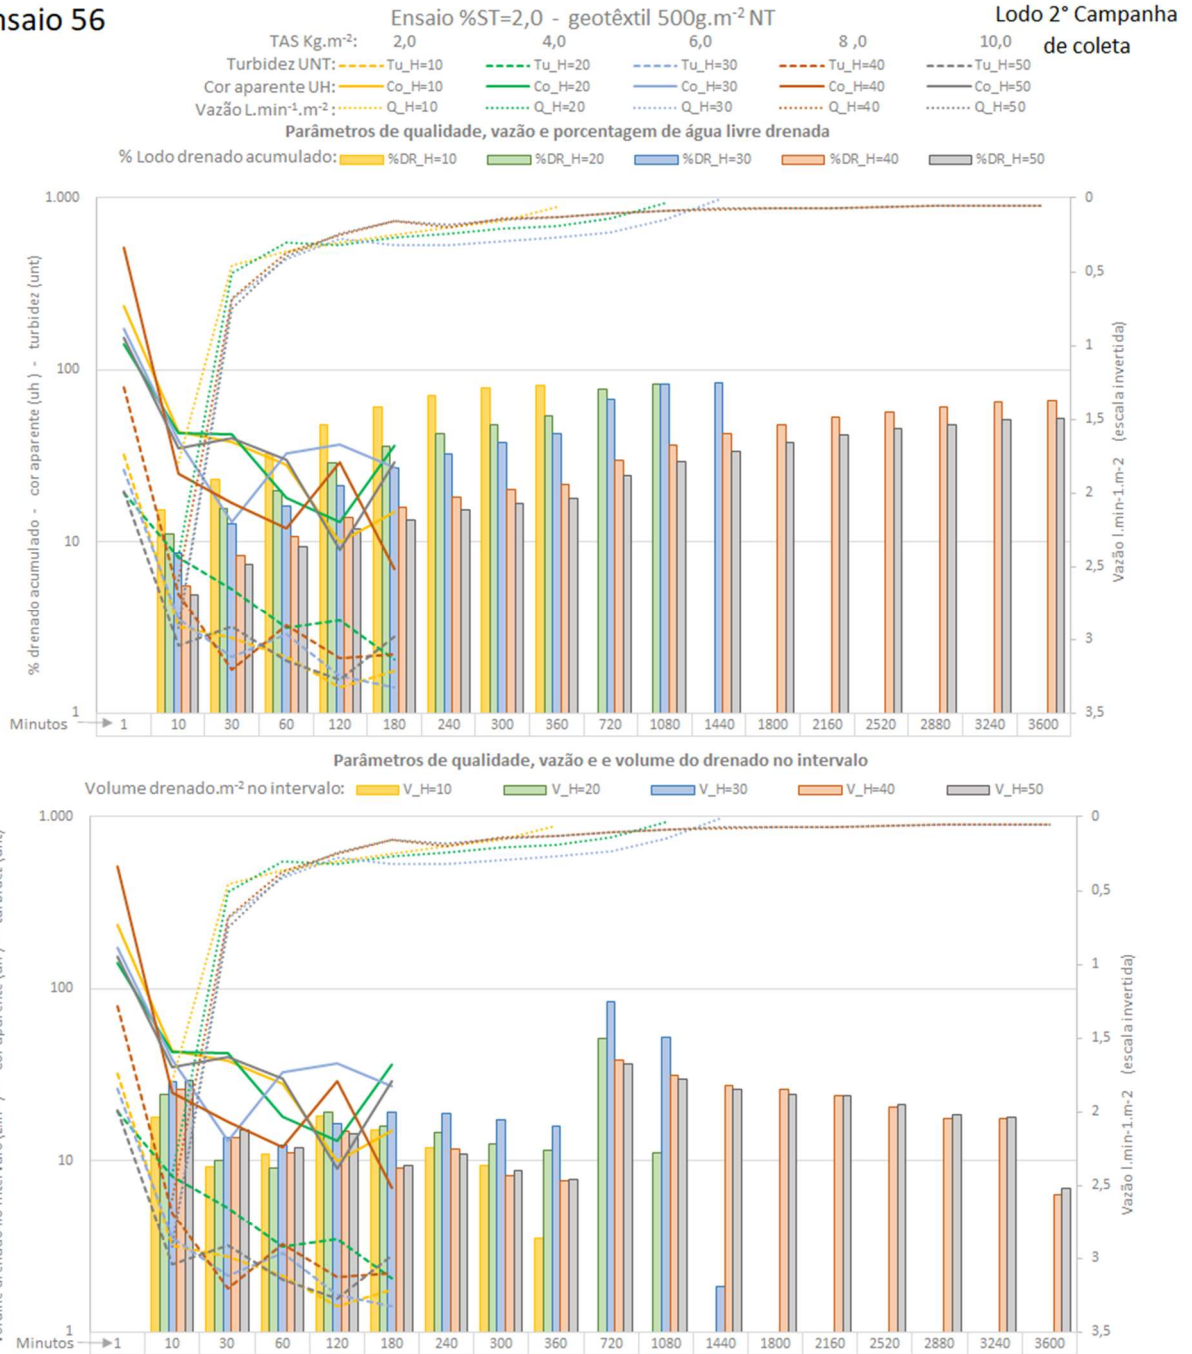 nsaio 56
Ensaio %ST=2,0 - geotêxtil 500g.m⁻² NT
Lodo 2° Campanha
de coleta
TAS Kg.m⁻²: 2,0 4,0 6,0 8,0 10,0
Turbidez UNT: Tu_H=10 Tu_H=20 Tu_H=30 Tu_H=40 Tu_H=50
Cor aparente UH: Co_H=10 Co_H=20 Co_H=30 Co_H=40 Co_H=50
Vazão L.min⁻¹.m⁻²: Q_H=10 Q_H=20 Q_H=30 Q_H=40 Q_H=50
Parâmetros de qualidade, vazão e porcentagem de água livre drenada
% Lodo drenado acumulado: %DR_H=10 %DR_H=20 %DR_H=30 %DR_H=40 %DR_H=50
% drenado acumulado - cor aparente (uh ) - turbidez (unt)
1.000
100
10
1
0
0,5
1
1,5
2
2,5
3
3,5
Vazão l.min-1.m-2 (escala invertida)
Minutos 1 10 30 60 120 180 240 300 360 720 1080 1440 1800 2160 2520 2880 3240 3600
Parâmetros de qualidade, vazão e e volume do drenado no intervalo
Volume drenado.m⁻² no intervalo: V_H=10 V_H=20 V_H=30 V_H=40 V_H=50
1.000
100
10
1
0
0,5
1
1,5
2
2,5
3
3,5
Vazão l.min-1.m-2 (escala invertida)
Minutos 1 10 30 60 120 180 240 300 360 720 1080 1440 1800 2160 2520 2880 3240 3600